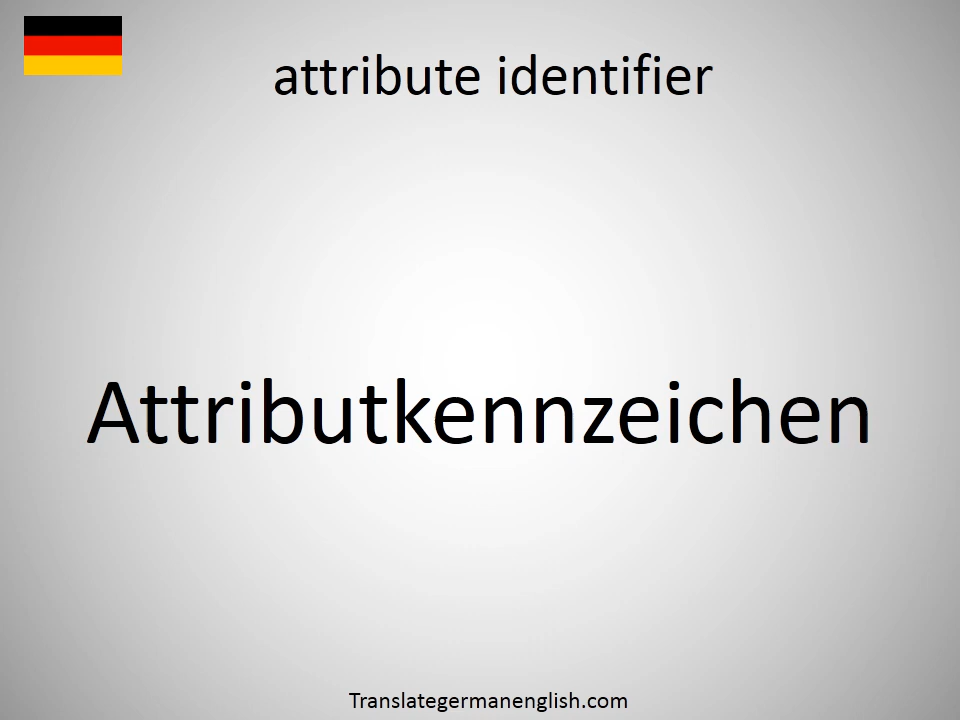 attribute identifier
Attributkennzeichen
Translategermanenglish.com